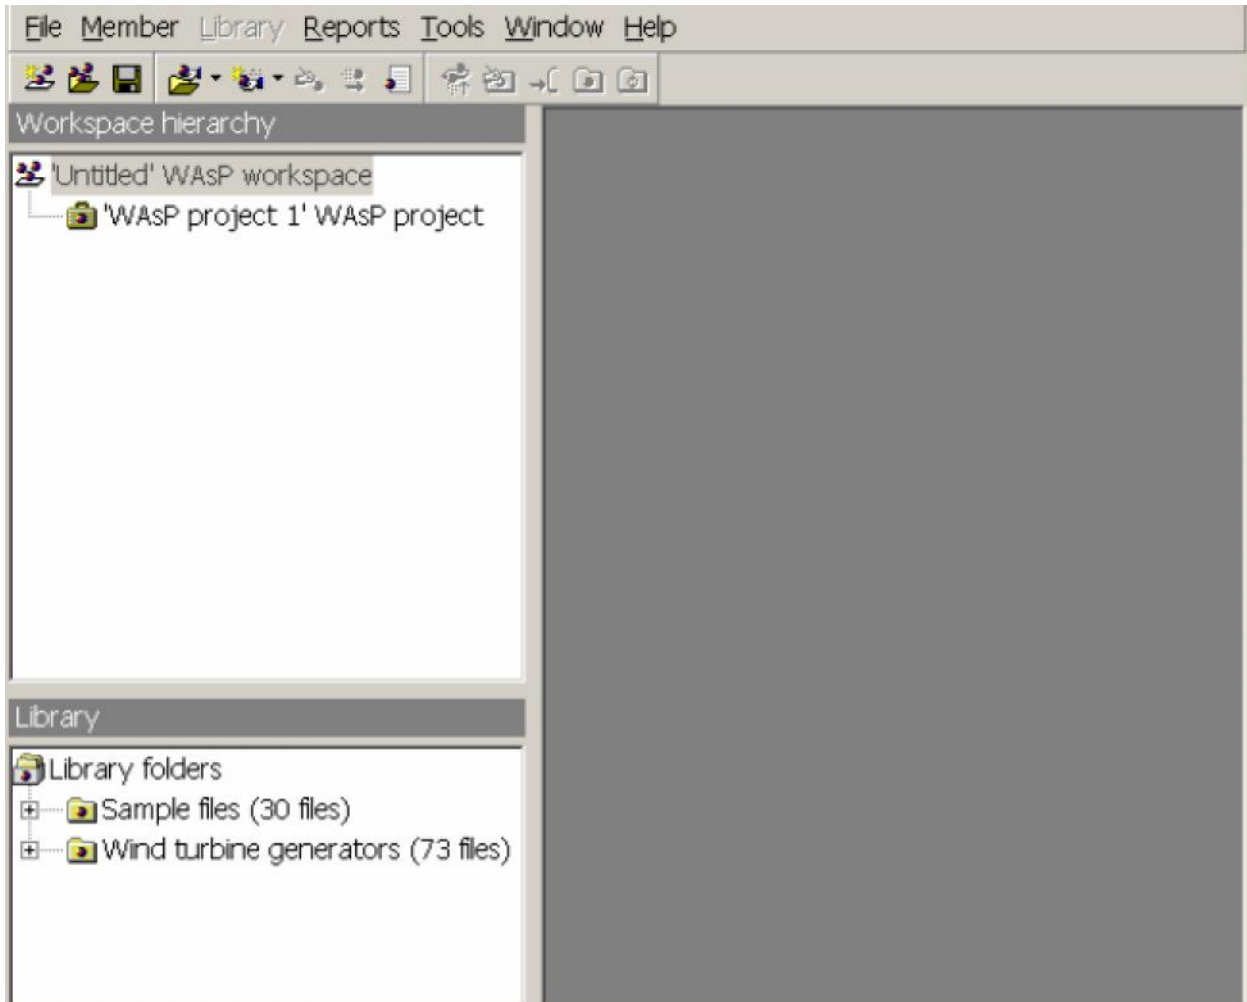 File Member Library Reports Tools Window Help
Workspace hierarchy
'Untitled' WAsP workspace
'WAsP project 1' WAsP project
Library
Library folders
Sample files (30 files)
Wind turbine generators (73 files)